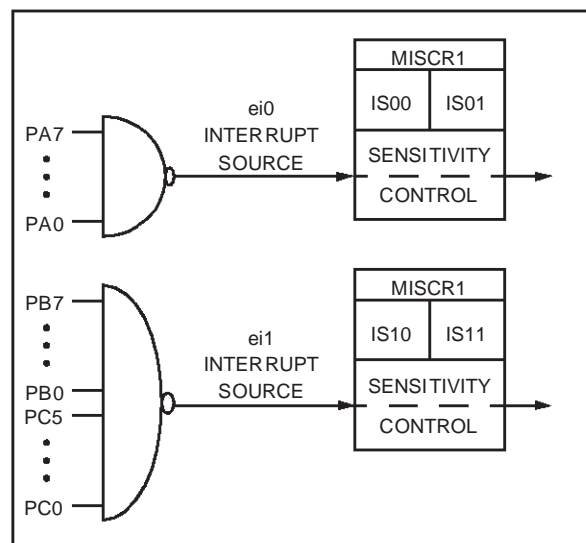 MISCR1
IS00 IS01
ei0
INTERRUPT
SOURCE
PA7
PA0
SENSITIVITY
CONTROL
MISCR1
IS10 IS11
ei1
INTERRUPT
SOURCE
PB7
PB0
PC5
PC0
SENSITIVITY
CONTROL